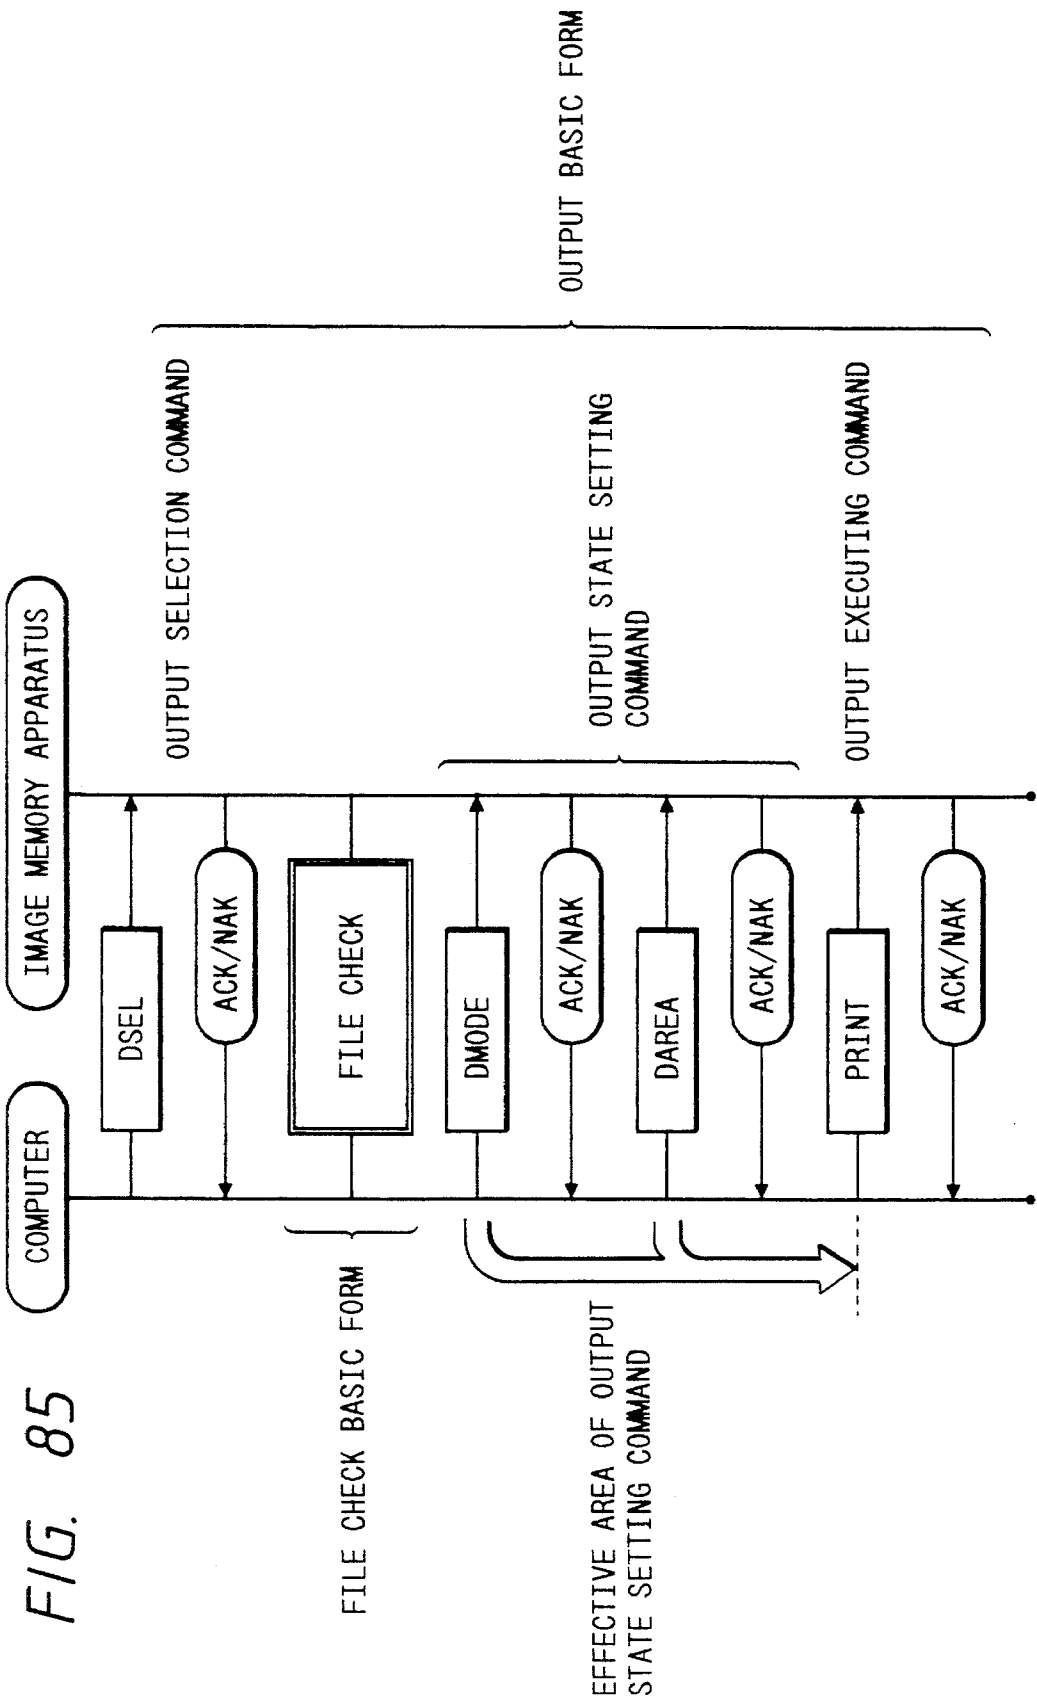 FIG. 85
COMPUTER
IMAGE MEMORY APPARATUS
DSEL
OUTPUT SELECTION COMMAND
ACK/NAK
FILE CHECK BASIC FORM
FILE CHECK
EFFECTIVE AREA OF OUTPUT
STATE SETTING COMMAND
DMODE
ACK/NAK
DAREA
ACK/NAK
OUTPUT STATE SETTING
COMMAND
PRINT
OUTPUT EXECUTING COMMAND
ACK/NAK
OUTPUT BASIC FORM